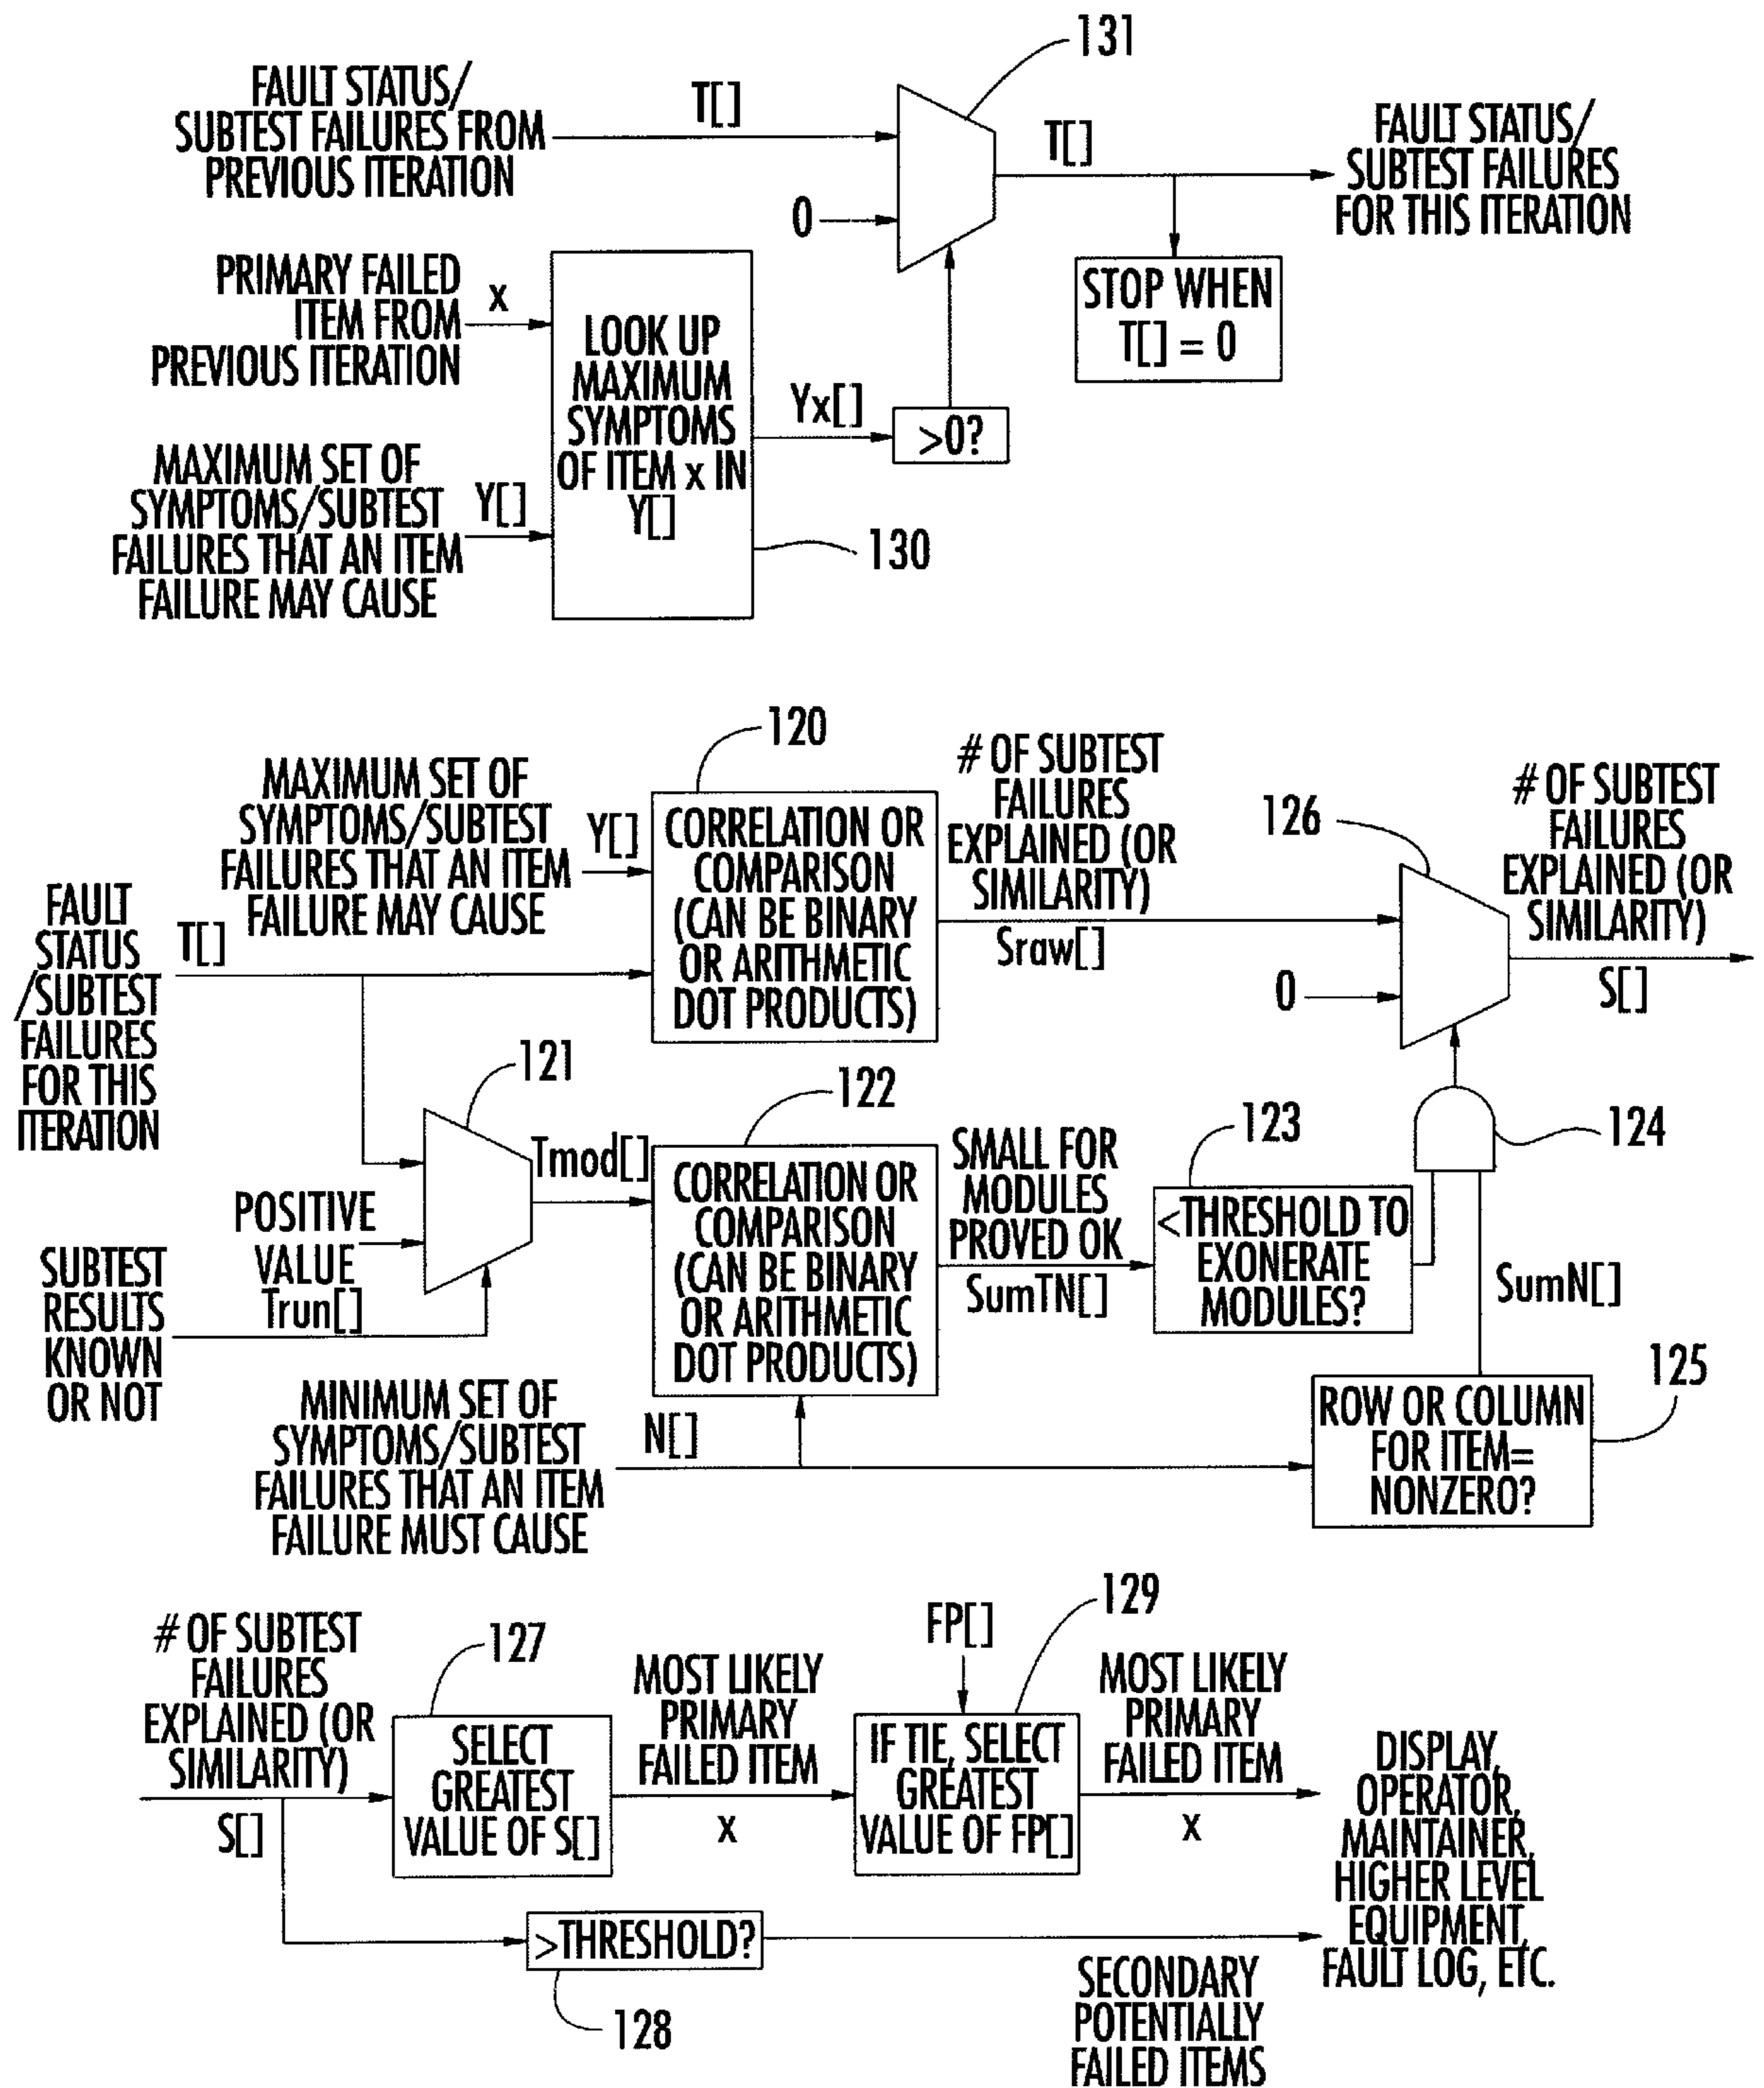 131
FAULT STATUS/
SUBTEST FAILURES FROM
PREVIOUS ITERATION
T[]
T[]
FAULT STATUS/
SUBTEST FAILURES
FOR THIS ITERATION
0
STOP WHEN
T[] = 0
PRIMARY FAILED
ITEM FROM
PREVIOUS ITERATION
x
LOOK UP
MAXIMUM
SYMPTOMS
OF ITEM x IN
Y[]
Yx[]
>0?
MAXIMUM SET OF
SYMPTOMS/SUBTEST
FAILURES THAT AN ITEM
FAILURE MAY CAUSE
Y[]
130
120
MAXIMUM SET OF
SYMPTOMS/SUBTEST
FAILURES THAT AN ITEM
FAILURE MAY CAUSE
Y[]
CORRELATION OR
COMPARISON
(CAN BE BINARY
OR ARITHMETIC
DOT PRODUCTS)
# OF SUBTEST
FAILURES
EXPLAINED (OR
SIMILARITY)
Sraw[]
126
# OF SUBTEST
FAILURES
EXPLAINED (OR
SIMILARITY)
S[]
0
FAULT
STATUS
/SUBTEST
FAILURES
FOR THIS
ITERATION
T[]
121
Tmod[]
POSITIVE
VALUE
Trun[]
SUBTEST
RESULTS
KNOWN
OR NOT
122
CORRELATION OR
COMPARISON
(CAN BE BINARY
OR ARITHMETIC
DOT PRODUCTS)
SMALL FOR
MODULES
PROVED OK
SumTN[]
123
<THRESHOLD TO
EXONERATE
MODULES?
124
SumN[]
125
ROW OR COLUMN
FOR ITEM=
NONZERO?
MINIMUM SET OF
SYMPTOMS/SUBTEST
FAILURES THAT AN ITEM
FAILURE MUST CAUSE
N[]
# OF SUBTEST
FAILURES
EXPLAINED (OR
SIMILARITY)
S[]
127
SELECT
GREATEST
VALUE OF S[]
MOST LIKELY
PRIMARY
FAILED ITEM
x
FP[]
129
IF TIE, SELECT
GREATEST
VALUE OF FP[]
MOST LIKELY
PRIMARY
FAILED ITEM
x
DISPLAY,
OPERATOR,
MAINTAINER,
HIGHER LEVEL
EQUIPMENT,
FAULT LOG, ETC.
>THRESHOLD?
128
SECONDARY
POTENTIALLY
FAILED ITEMS